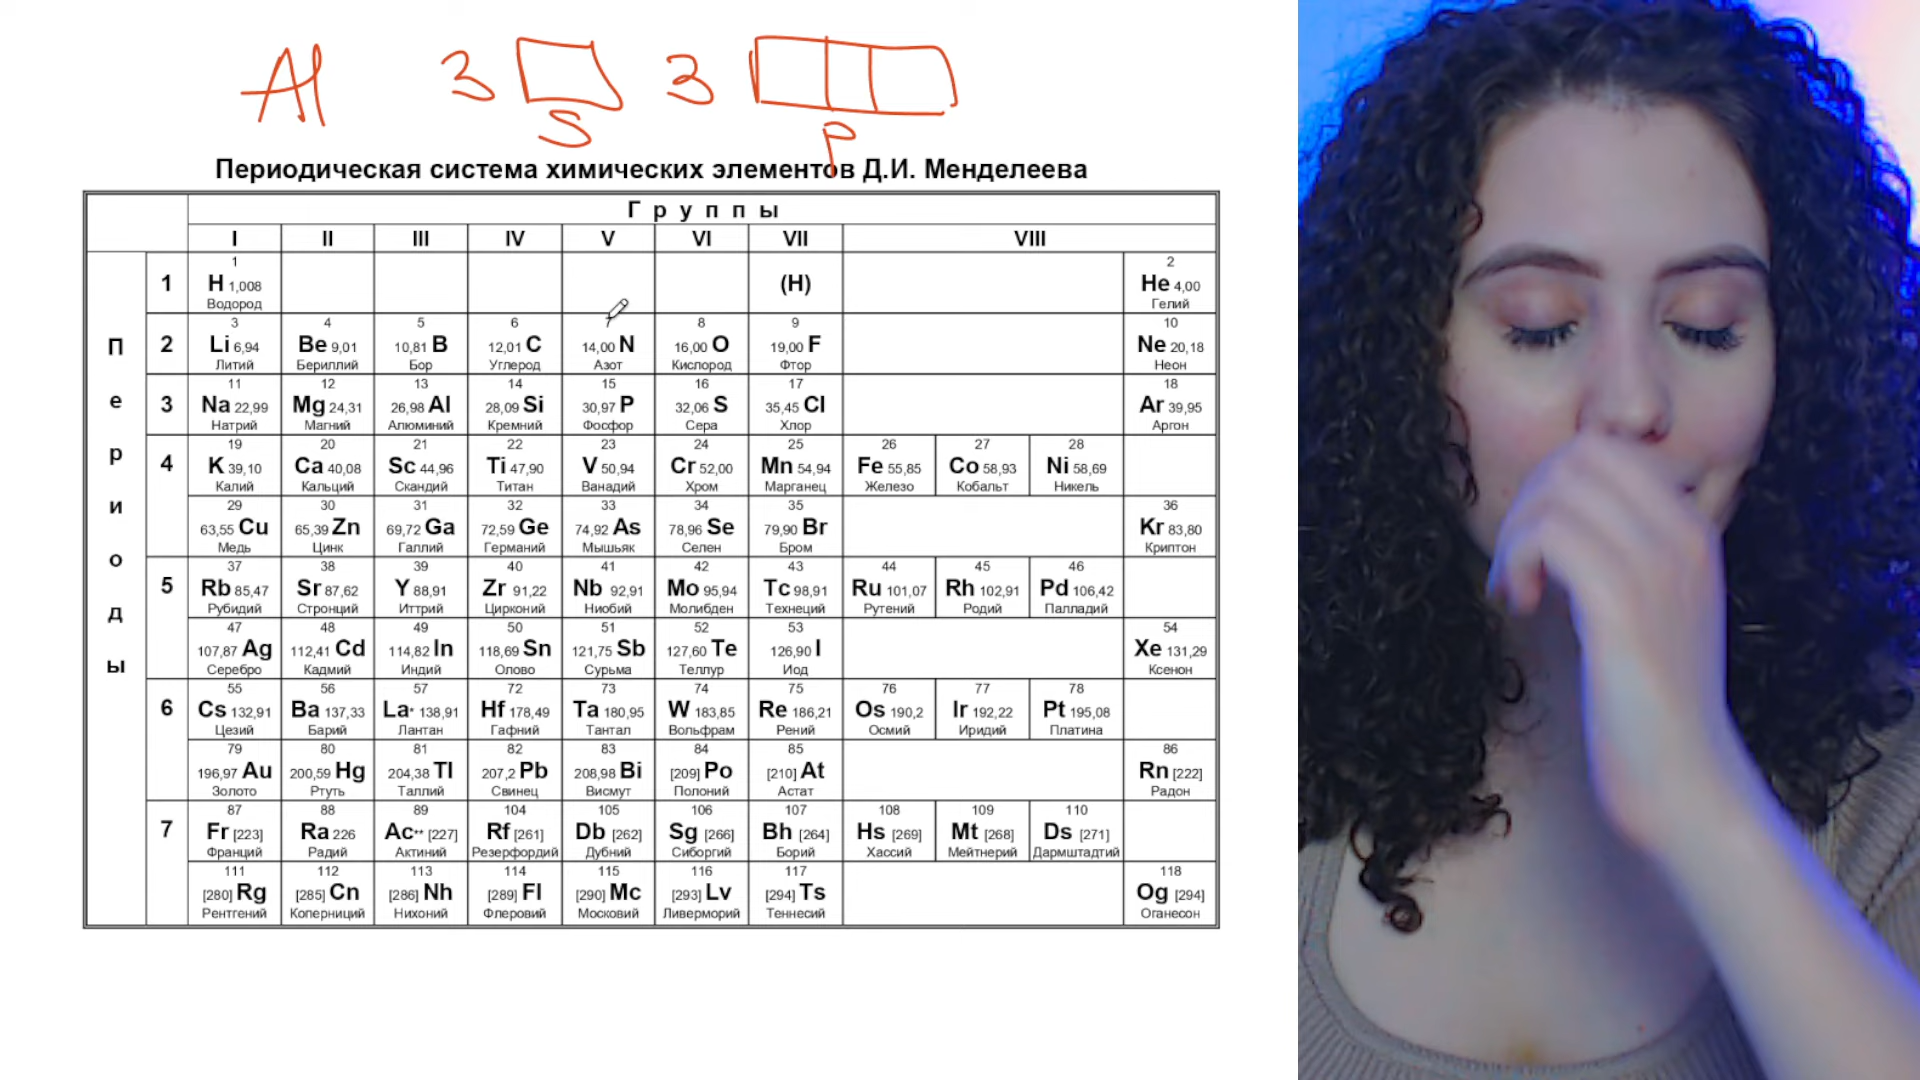 Al 3 3
S P
Периодическая система химических элементов Д.И. Менделеева
Группы
I II III IV V VI VII VIII
Периоды
1 2
1 H 1,008 (H) He 4,00
Водород Гелий
3 4 5 6 7 8 9 10
2 Li 6,94 Be 9,01 10,81 B 12,01 C 14,00 N 16,00 O 19,00 F Ne 20,18
Литий Бериллий Бор Углерод Азот Кислород Фтор Неон
11 12 13 14 15 16 17 18
3 Na 22,99 Mg 24,31 26,98 Al 28,09 Si 30,97 P 32,06 S 35,45 Cl Ar 39,95
Натрий Магний Алюминий Кремний Фосфор Сера Хлор Аргон
19 20 21 22 23 24 25 26 27 28
4 K 39,10 Ca 40,08 Sc 44,96 Ti 47,90 V 50,94 Cr 52,00 Mn 54,94 Fe 55,85 Co 58,93 Ni 58,69
Калий Кальций Скандий Титан Ванадий Хром Марганец Железо Кобальт Никель
29 30 31 32 33 34 35 36
63,55 Cu 65,39 Zn 69,72 Ga 72,59 Ge 74,92 As 78,96 Se 79,90 Br Kr 83,80
Медь Цинк Галлий Германий Мышьяк Селен Бром Криптон
37 38 39 40 41 42 43 44 45 46
5 Rb 85,47 Sr 87,62 Y 88,91 Zr 91,22 Nb 92,91 Mo 95,94 Tc 98,91 Ru 101,07 Rh 102,91 Pd 106,42
Рубидий Стронций Иттрий Цирконий Ниобий Молибден Технеций Рутений Родий Палладий
47 48 49 50 51 52 53 54
107,87 Ag 112,41 Cd 114,82 In 118,69 Sn 121,75 Sb 127,60 Te 126,90 I Xe 131,29
Серебро Кадмий Индий Олово Сурьма Теллур Иод Ксенон
55 56 57 72 73 74 75 76 77 78
6 Cs 132,91 Ba 137,33 La* 138,91 Hf 178,49 Ta 180,95 W 183,85 Re 186,21 Os 190,2 Ir 192,22 Pt 195,08
Цезий Барий Лантан Гафний Тантал Вольфрам Рений Осмий Иридий Платина
79 80 81 82 83 84 85 86
196,97 Au 200,59 Hg 204,38 Tl 207,2 Pb 208,98 Bi [209] Po [210] At Rn [222]
Золото Ртуть Таллий Свинец Висмут Полоний Астат Радон
87 88 89 104 105 106 107 108 109 110
7 Fr [223] Ra 226 Ac** [227] Rf [261] Db [262] Sg [266] Bh [264] Hs [269] Mt [268] Ds [271]
Франций Радий Актиний Резерфордий Дубний Сиборгий Борий Хассий Мейтнерий Дармштадтий
111 112 113 114 115 116 117 118
[280] Rg [285] Cn [286] Nh [289] Fl [290] Mc [293] Lv [294] Ts Og [294]
Рентгений Коперниций Нихоний Флеровий Московий Ливерморий Теннесий Оганесон